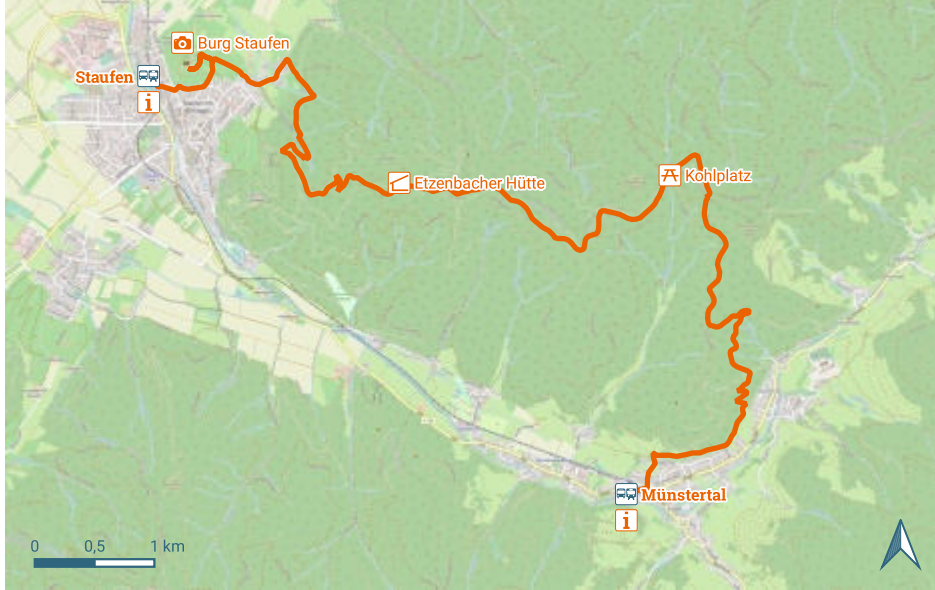 Burg Staufen
Staufen
i
Etzenbacher Hütte
Kohlplatz
Münstertal
i
0 0,5 1 km